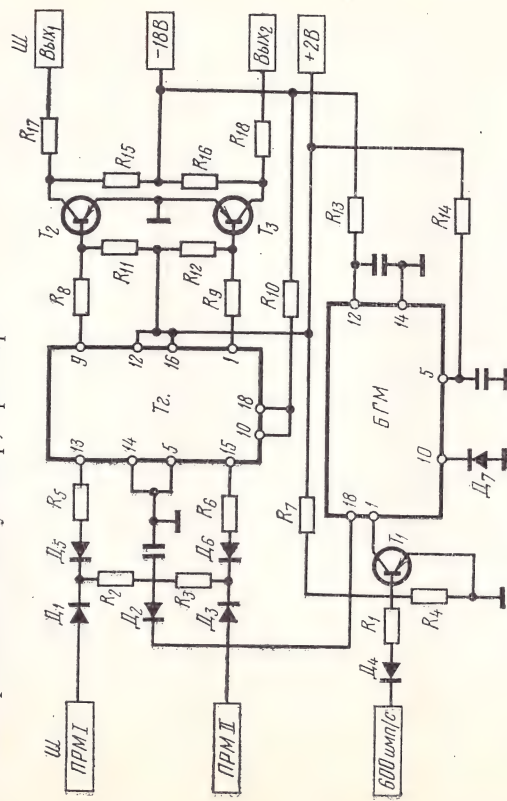 Ш
ПРМ I
Д1
Д5
R5
13
9
R8
T2
R17
Ш
Вых1
R2
14
Тг.
12
R11
R15
-18В
Д2
5
16
R12
R16
R3
ПРМ II
Д3
Д6
R6
15
10
18
1
R9
T3
R18
Вых2
R10
+2В
R7
R13
600 имп/с
Д4
R1
R4
T1
18
1
БГМ
12
14
10
5
Д7
R14